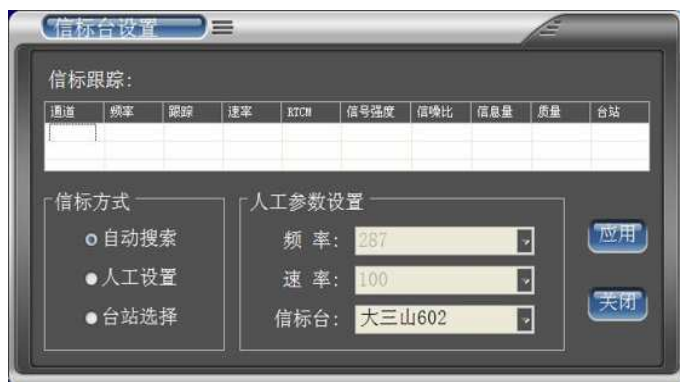 信标台设置
信标跟踪:
通道 频率 跟踪 速率 RTCM 信号强度 信噪比 信息量 质量 台站
信标方式
自动搜索
人工设置
台站选择
人工参数设置
频 率: 287
速 率: 100
信标台: 大三山602
应用
关闭